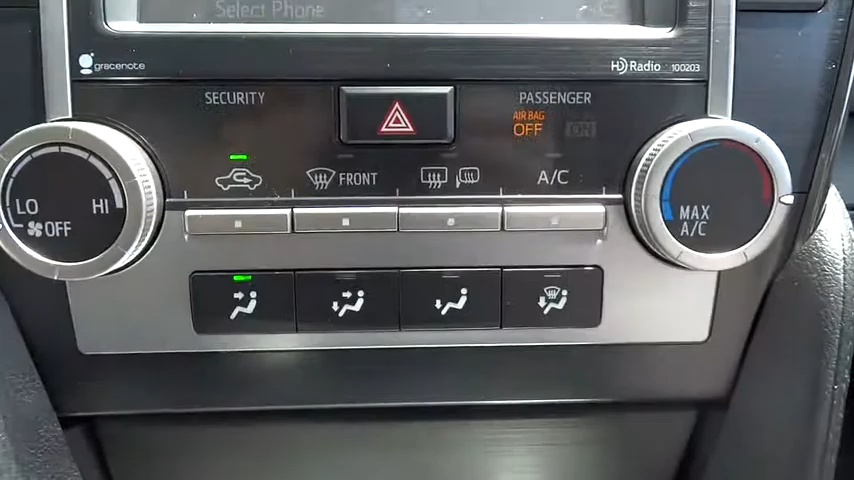 Select Phone
gracenote
HD Radio 100203
SECURITY
PASSENGER
AIR BAG
OFF
ON
FRONT
A/C
LO
HI
OFF
MAX
A/C